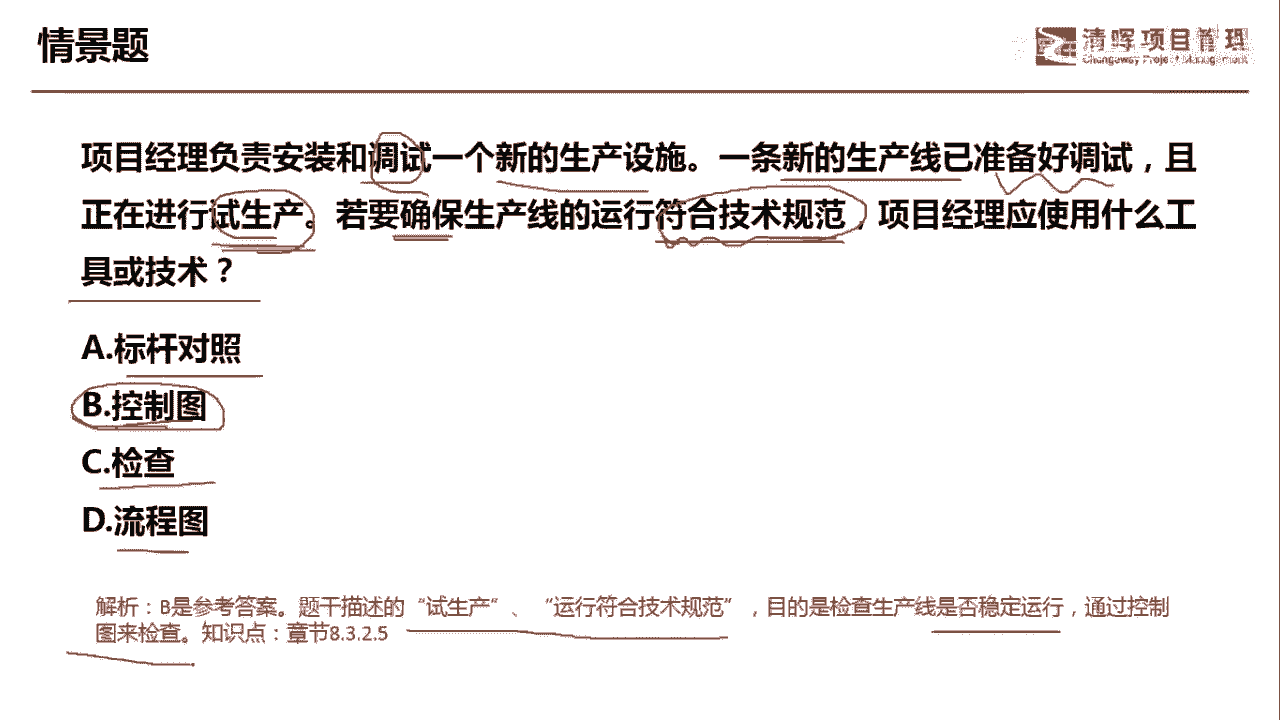 情景题
清晖项目管理
Changeway Project Management
项目经理负责安装和调试一个新的生产设施。一条新的生产线已准备好调试，且
正在进行试生产。若要确保生产线的运行符合技术规范，项目经理应使用什么工
具或技术？
A.标杆对照
B.控制图
C.检查
D.流程图
解析：B是参考答案。题干描述的“试生产”、“运行符合技术规范”，目的是检查生产线是否稳定运行，通过控制
图来检查。知识点：章节8.3.2.5